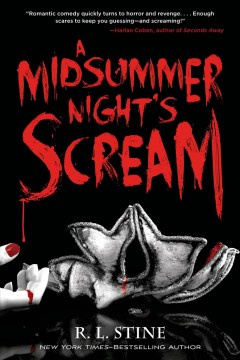 "Romantic comedy quickly turns to horror and revenge. . . . Enough
scares to keep you guessing—and screaming!"
—Harlan Coben, author of Seconds Away
A
MIDSUMMER
NIGHT'S
SCREAM
R. L. STINE
NEW YORK TIMES–BESTSELLING AUTHOR